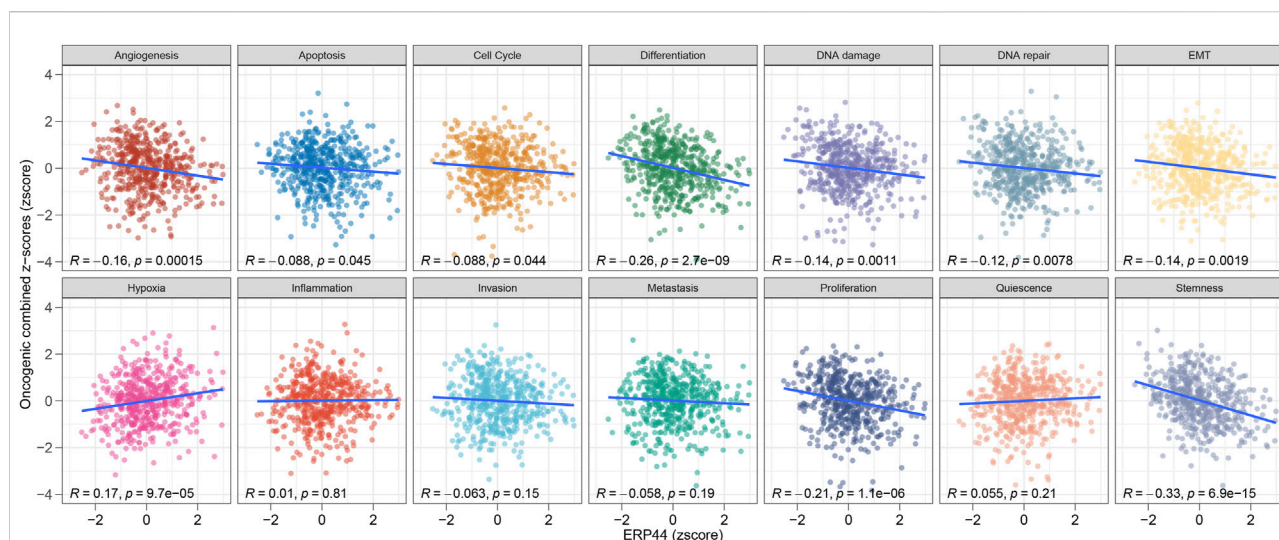 Angiogenesis Apoptosis Cell Cycle Differentiation DNA damage DNA repair EMT
4
2
0
−2
−4
R = −0.16, p = 0.00015 R = −0.088, p = 0.045 R = −0.088, p = 0.044 R = −0.26, p = 2.7e−09 R = −0.14, p = 0.0011 R = −0.12, p = 0.0078 R = −0.14, p = 0.0019
Oncogenic combined z−scores (zscore)
Hypoxia Inflammation Invasion Metastasis Proliferation Quiescence Stemness
4
2
0
−2
−4
R = 0.17, p = 9.7e−05 R = 0.01, p = 0.81 R = −0.063, p = 0.15 R = −0.058, p = 0.19 R = −0.21, p = 1.1e−06 R = 0.055, p = 0.21 R = −0.33, p = 6.9e−15
−2 0 2 −2 0 2 −2 0 2 −2 0 2 −2 0 2 −2 0 2 −2 0 2
ERP44 (zscore)